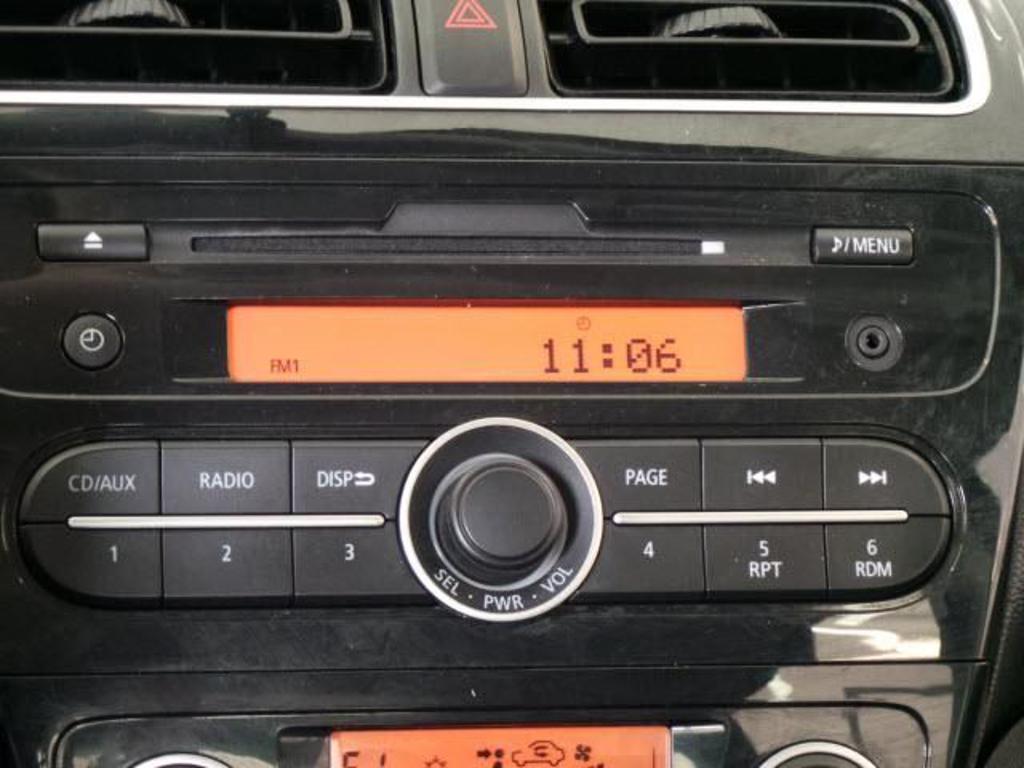 ♪/MENU
FM1 11:06
CD/AUX RADIO DISP PAGE
1 2 3 4 5 6
RPT RDM
SEL · PWR · VOL